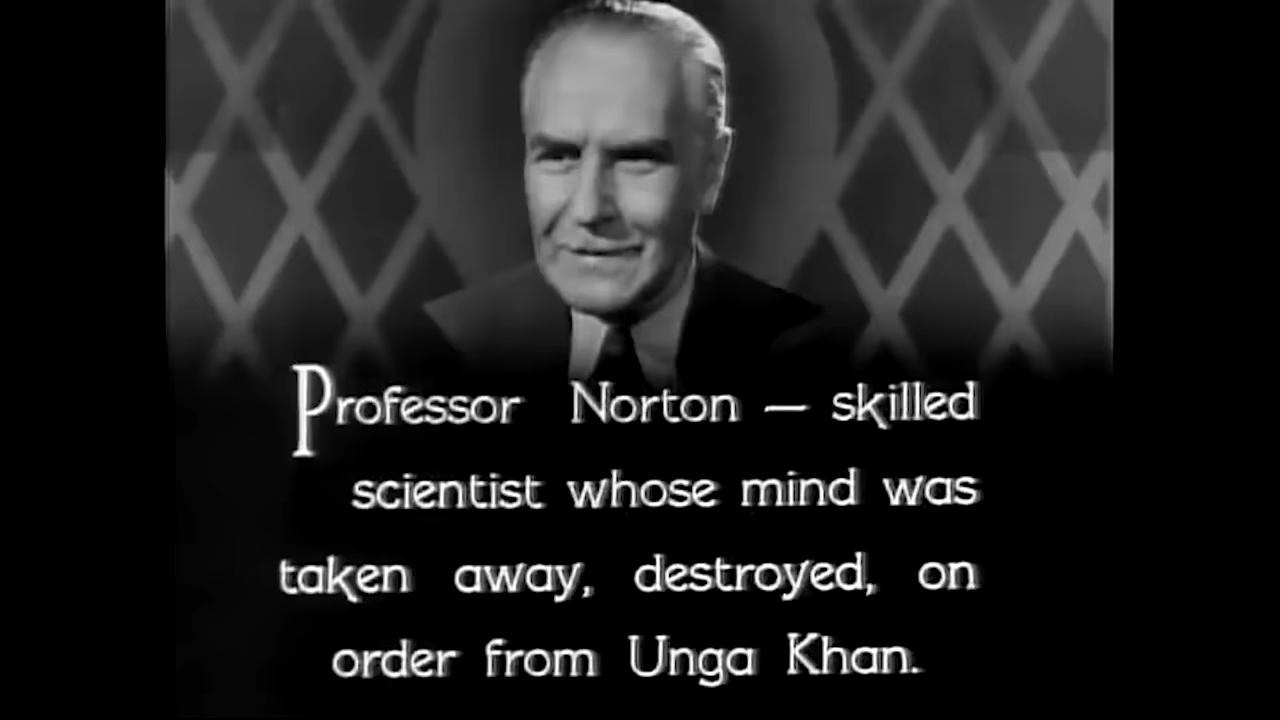 Professor Norton — skilled
scientist whose mind was
taken away, destroyed, on
order from Unga Khan.